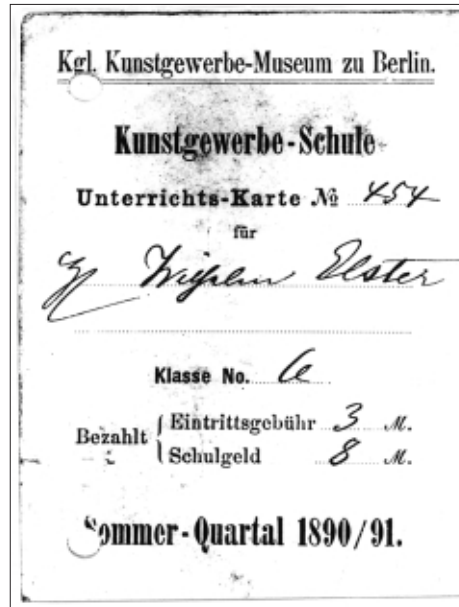 Kgl. Kunstgewerbe-Museum zu Berlin.
Kunstgewerbe-Schule
Unterrichts-Karte № 454
für
Wilhelm Elster
Klasse No.
Bezahlt { Eintrittsgebühr 3 M.
Schulgeld 8 M.
Sommer-Quartal 1890/91.